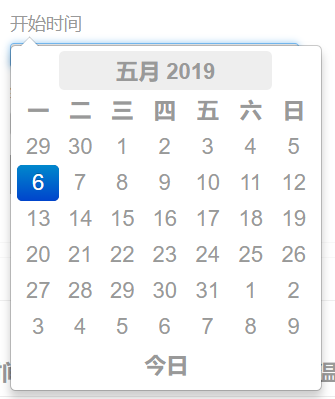 开始时间
五月 2019
一 二 三 四 五 六 日
29 30 1 2 3 4 5
6 7 8 9 10 11 12
13 14 15 16 17 18 19
20 21 22 23 24 25 26
27 28 29 30 31 1 2
3 4 5 6 7 8 9
今日